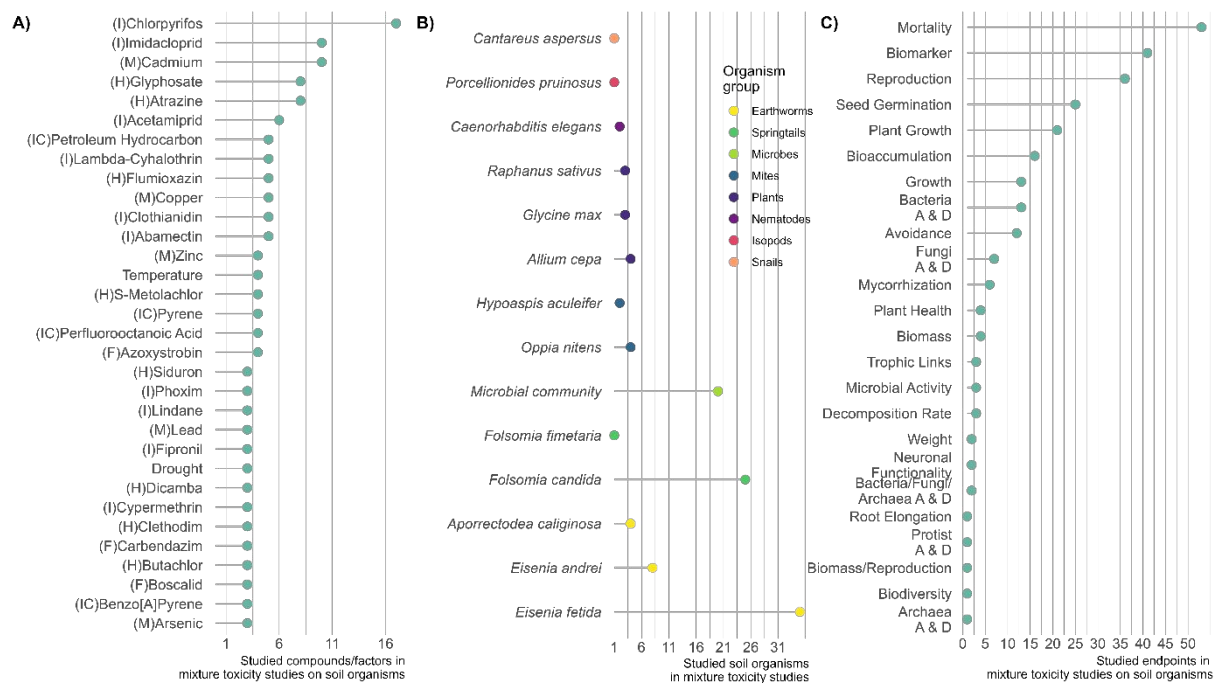 A)
(I)Chlorpyrifos
(I)Imidacloprid
(M)Cadmium
(H)Glyphosate
(H)Atrazine
(I)Acetamiprid
(IC)Petroleum Hydrocarbon
(I)Lambda-Cyhalothrin
(H)Flumioxazin
(M)Copper
(I)Clothianidin
(I)Abamectin
(M)Zinc
Temperature
(H)S-Metolachlor
(IC)Pyrene
(IC)Perfluorooctanoic Acid
(F)Azoxystrobin
(H)Siduron
(I)Phoxim
(I)Lindane
(M)Lead
(I)Fipronil
Drought
(H)Dicamba
(I)Cypermethrin
(H)Clethodim
(F)Carbendazim
(H)Butachlor
(F)Boscalid
(IC)Benzo[A]Pyrene
(M)Arsenic
1 6 11 16
Studied compounds/factors in
mixture toxicity studies on soil organisms
B)
Cantareus aspersus
Porcellionides pruinosus
Caenorhabditis elegans
Raphanus sativus
Glycine max
Allium cepa
Hypoaspis aculeifer
Oppia nitens
Microbial community
Folsomia fimetaria
Folsomia candida
Aporrectodea caliginosa
Eisenia andrei
Eisenia fetida
Organism
group
Earthworms
Springtails
Microbes
Mites
Plants
Nematodes
Isopods
Snails
1 6 11 16 21 26 31
Studied soil organisms
in mixture toxicity studies
C)
Mortality
Biomarker
Reproduction
Seed Germination
Plant Growth
Bioaccumulation
Growth
Bacteria
A & D
Avoidance
Fungi
A & D
Mycorrhization
Plant Health
Biomass
Trophic Links
Microbial Activity
Decomposition Rate
Weight
Neuronal
Functionality
Bacteria/Fungi/
Archaea A & D
Root Elongation
Protist
A & D
Biomass/Reproduction
Biodiversity
Archaea
A & D
0 5 10 15 20 25 30 35 40 45 50
Studied endpoints in
mixture toxicity studies on soil organisms